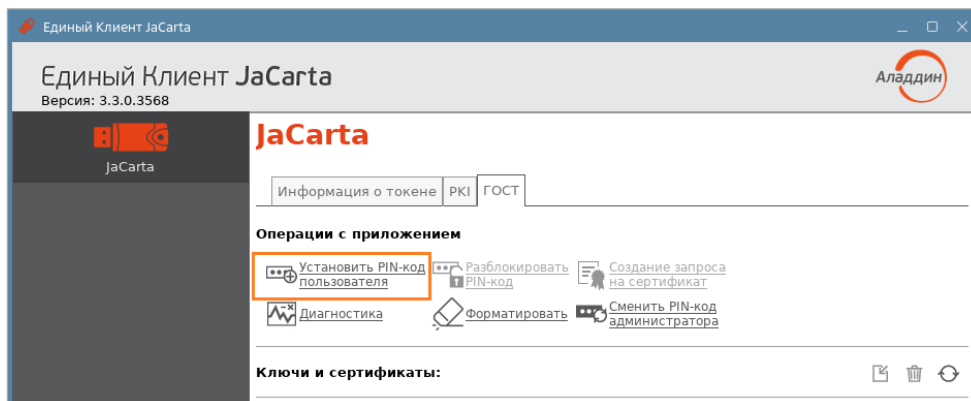 Единый Клиент JaCarta
Единый Клиент JaCarta
Аладдин
Версия: 3.3.0.3568
JaCarta
JaCarta
Информация о токене PKI ГОСТ
Операции с приложением
Установить PIN-код
пользователя
Разблокировать
PIN-код
Создание запроса
на сертификат
Диагностика
Форматировать
Сменить PIN-код
администратора
Ключи и сертификаты: